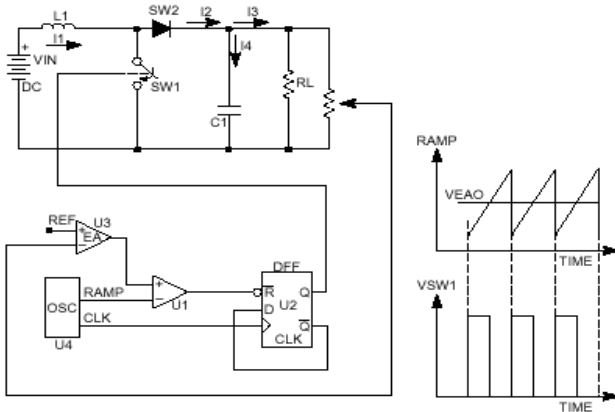 L1
SW2
I2
I3
I1
I4
+
VIN
DC
SW1
C1
RL
RAMP
VEAO
TIME
REF
U3
+
EA
−
DFF
+
−
U1
R
Q
D
U2
Q
CLK
OSC
RAMP
CLK
U4
VSW1
TIME